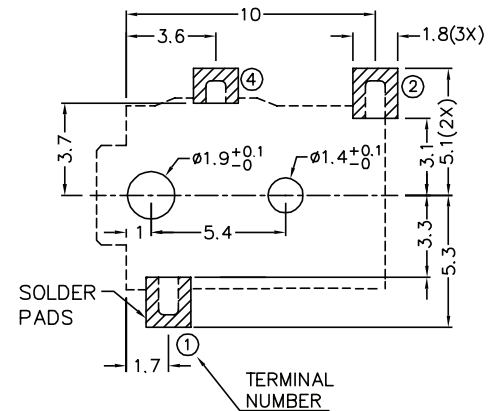 10
3.6
1.8(3X)
④
②
3.7
ø1.9 +0.1 -0
ø1.4 +0.1 -0
3.1
5.1(2X)
1
5.4
3.3
5.3
SOLDER
PADS
①
1.7
TERMINAL
NUMBER